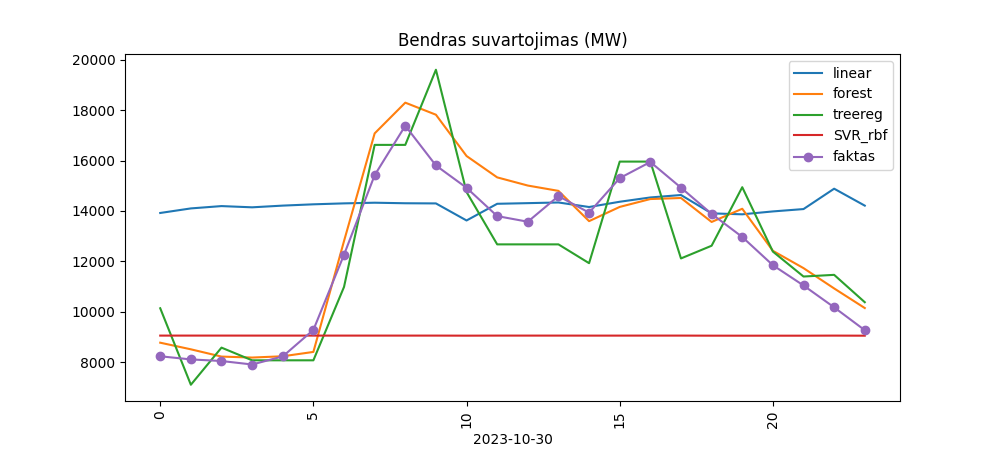 Bendras suvartojimas (MW)
20000
18000
16000
14000
12000
10000
8000
linear
forest
treereg
SVR_rbf
faktas
0
5
10
15
20
2023-10-30